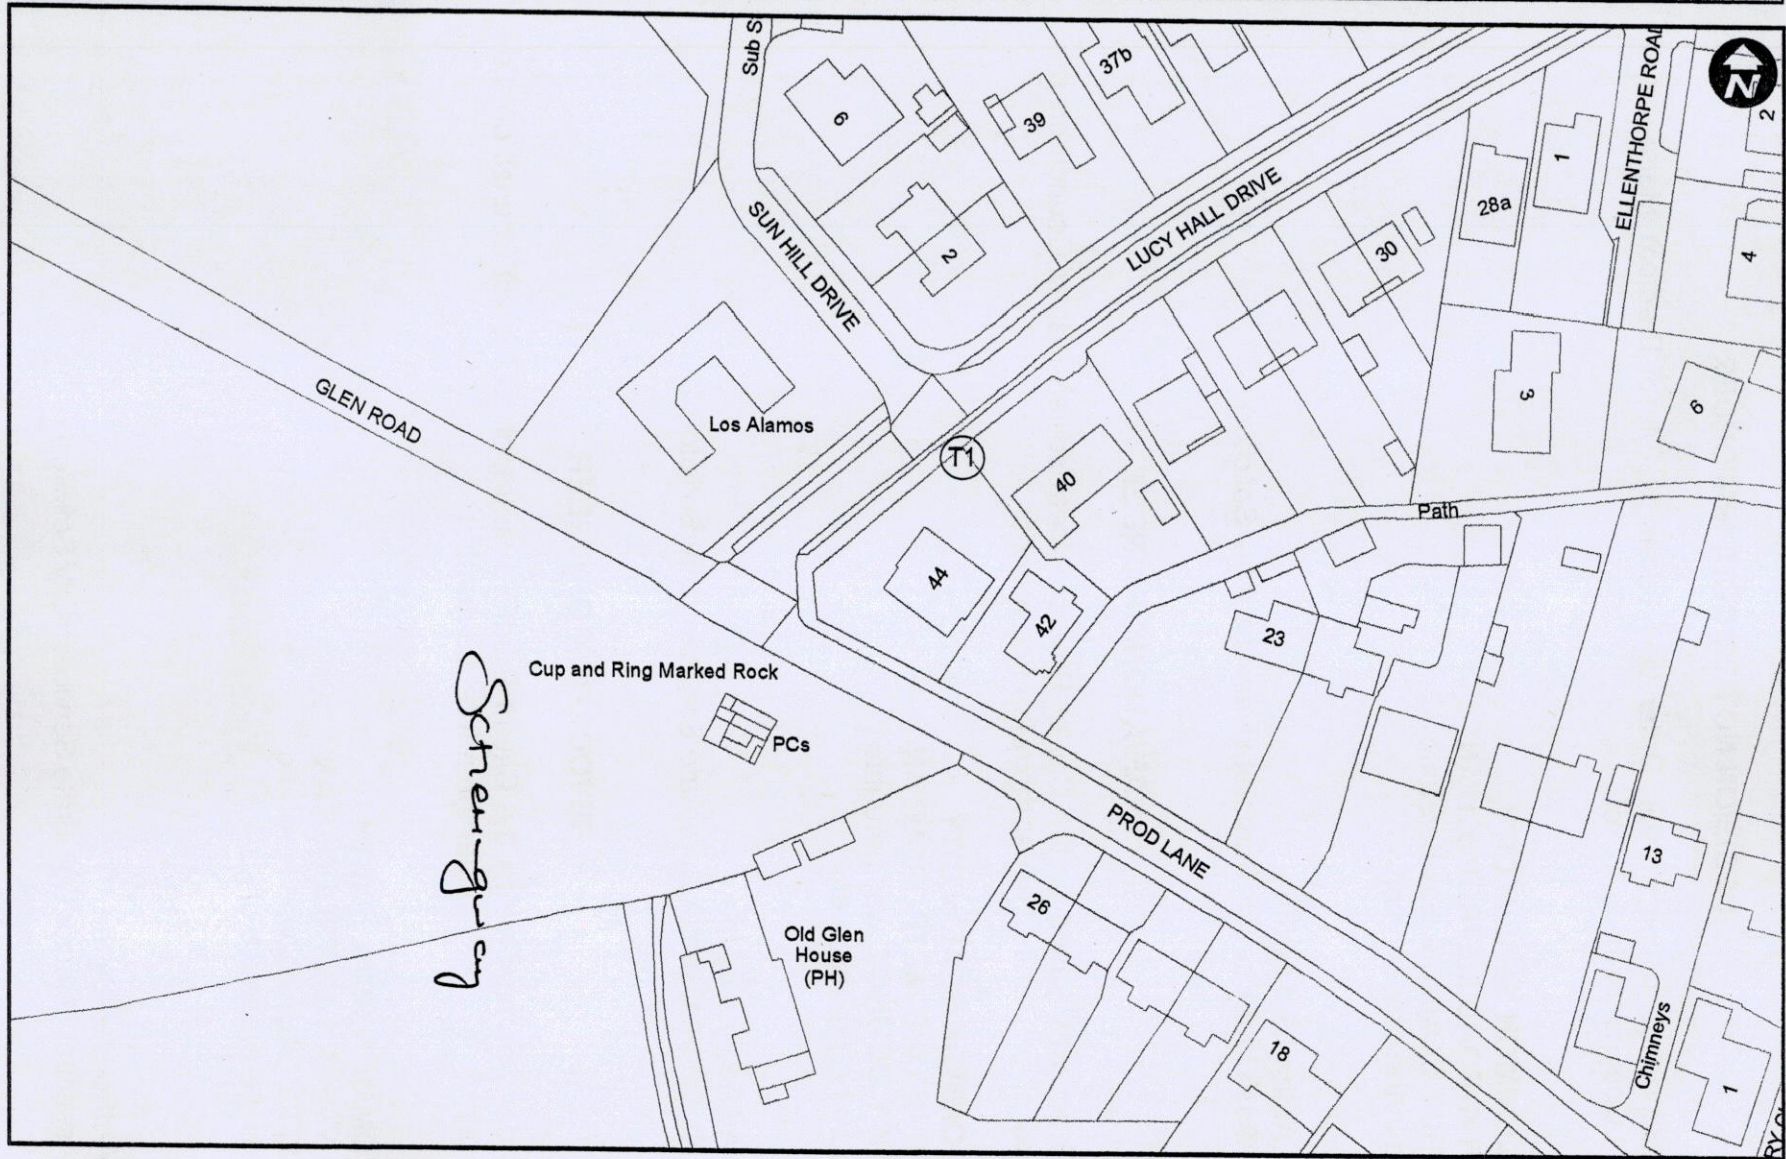 Sub S
6
39
37b
ELLENTHORPE ROAD
N
2
1
28a
SUN HILL DRIVE
2
LUCY HALL DRIVE
30
4
GLEN ROAD
Los Alamos
T1
40
3
6
Path
44
42
23
Cup and Ring Marked Rock
PCs
PROD LANE
13
26
Old Glen
House
(PH)
18
Chimneys
1